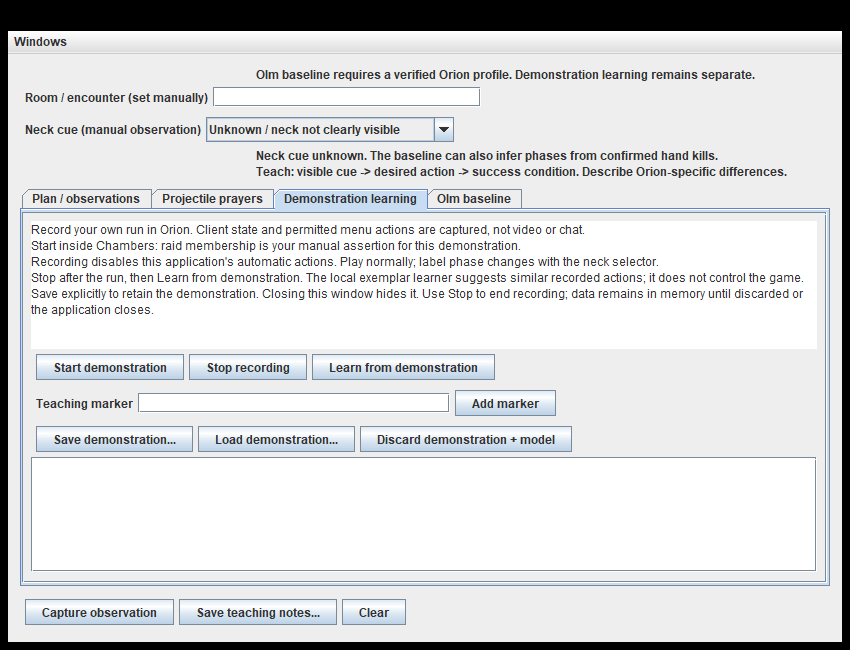 Windows
Olm baseline requires a verified Orion profile. Demonstration learning remains separate.
Room / encounter (set manually)
Neck cue (manual observation) Unknown / neck not clearly visible
Neck cue unknown. The baseline can also infer phases from confirmed hand kills.
Teach: visible cue -> desired action -> success condition. Describe Orion-specific differences.
Plan / observations Projectile prayers Demonstration learning Olm baseline
Record your own run in Orion. Client state and permitted menu actions are captured, not video or chat.
Start inside Chambers: raid membership is your manual assertion for this demonstration.
Recording disables this application's automatic actions. Play normally; label phase changes with the neck selector.
Stop after the run, then Learn from demonstration. The local exemplar learner suggests similar recorded actions; it does not control the game.
Save explicitly to retain the demonstration. Closing this window hides it. Use Stop to end recording; data remains in memory until discarded or
the application closes.
Start demonstration Stop recording Learn from demonstration
Teaching marker Add marker
Save demonstration... Load demonstration... Discard demonstration + model
Capture observation Save teaching notes... Clear